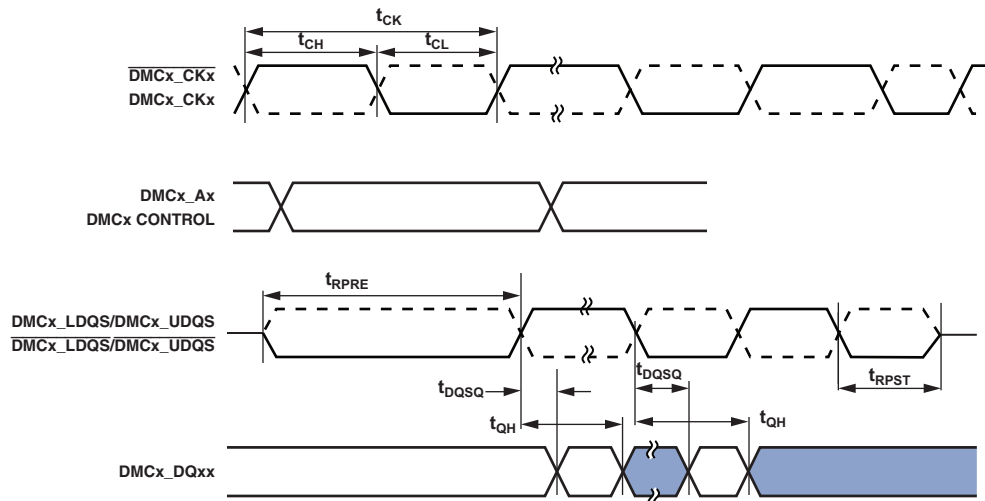 tCK
tCH
tCL
DMCx_CKx
DMCx_CKx
DMCx_Ax
DMCx CONTROL
tRPRE
DMCx_LDQS/DMCx_UDQS
DMCx_LDQS/DMCx_UDQS
tDQSQ
tDQSQ
tRPST
tQH
tQH
DMCx_DQxx